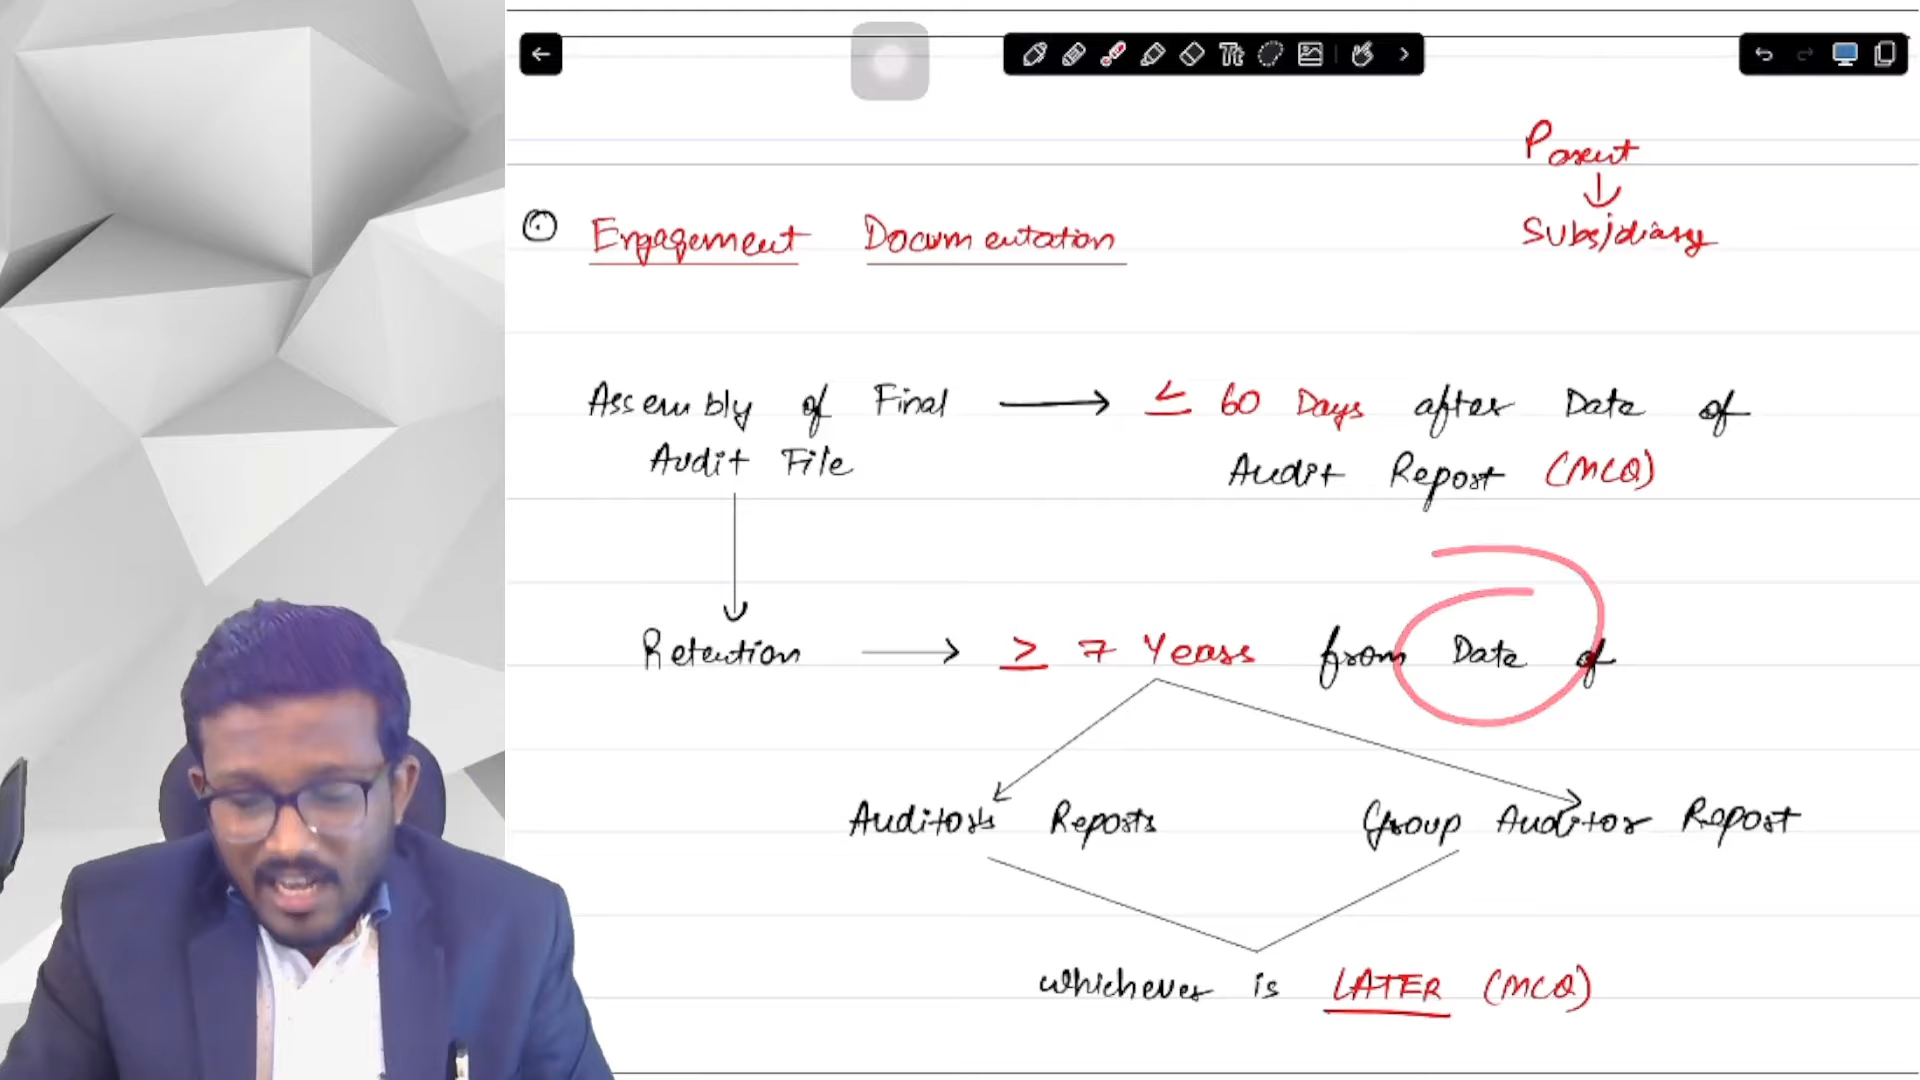 Parent
↓
Subsidiary
Engagement Documentation
Assembly of Final → ≤ 60 Days after Date of
Audit File Audit Report (MCQ)
Retention → ≥ 7 Years from Date of
Auditor's Reports Group Auditor Report
whichever is LATER (MCQ)